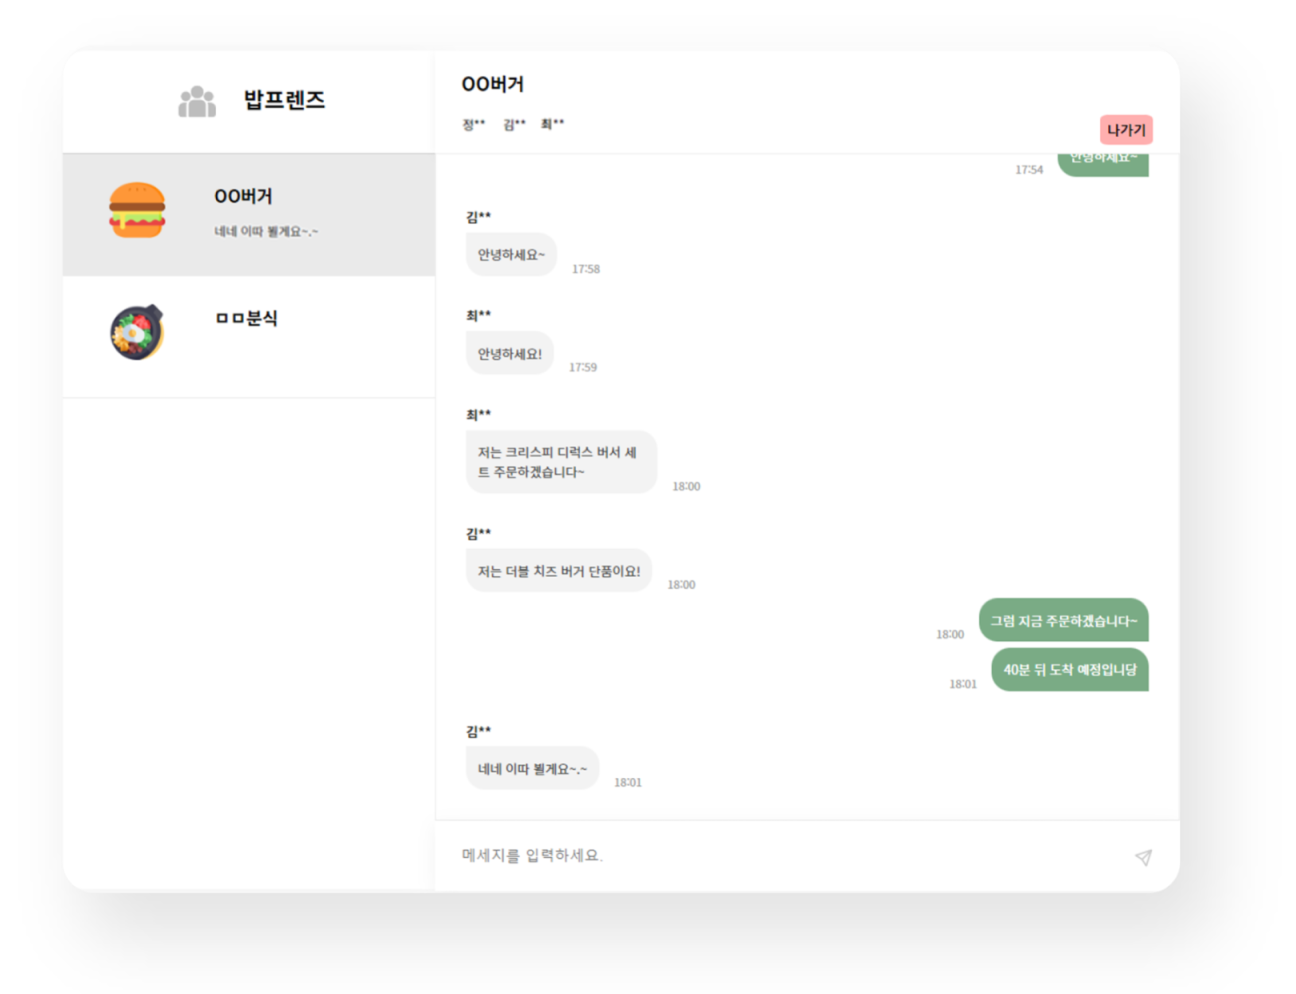 밥프렌즈
OO버거
네네 이따 뵐게요~.~
ㅁㅁ분식
OO버거
정** 김** 최**
나가기
안녕하세요~
17:54
김**
안녕하세요~
17:58
최**
안녕하세요!
17:59
최**
저는 크리스피 디럭스 버서 세
트 주문하겠습니다~
18:00
김**
저는 더블 치즈 버거 단품이요!
18:00
그럼 지금 주문하겠습니다~
18:00
40분 뒤 도착 예정입니당
18:01
김**
네네 이따 뵐게요~.~
18:01
메세지를 입력하세요.